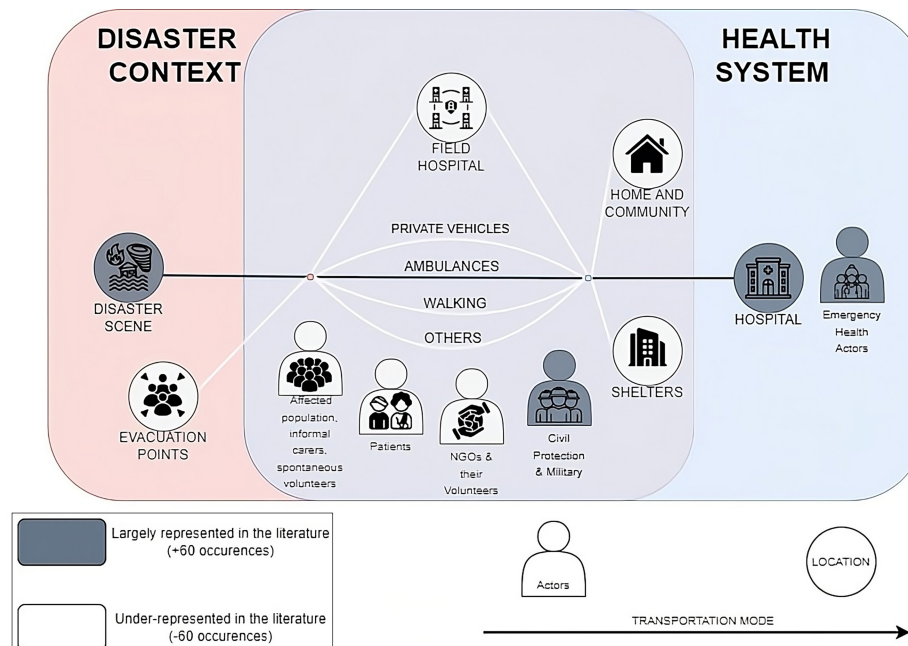 DISASTER
CONTEXT
HEALTH
SYSTEM
FIELD
HOSPITAL
HOME AND
COMMUNITY
PRIVATE VEHICLES
AMBULANCES
WALKING
OTHERS
DISASTER
SCENE
HOSPITAL
Emergency
Health
Actors
EVACUATION
POINTS
SHELTERS
Affected
population,
informal
carers,
spontaneous
volunteers
Patients
NGOs &
their
Volunteers
Civil
Protection
& Military
Largely represented in the literature
(+60 occurences)
Under-represented in the literature
(-60 occurences)
Actors
LOCATION
TRANSPORTATION MODE